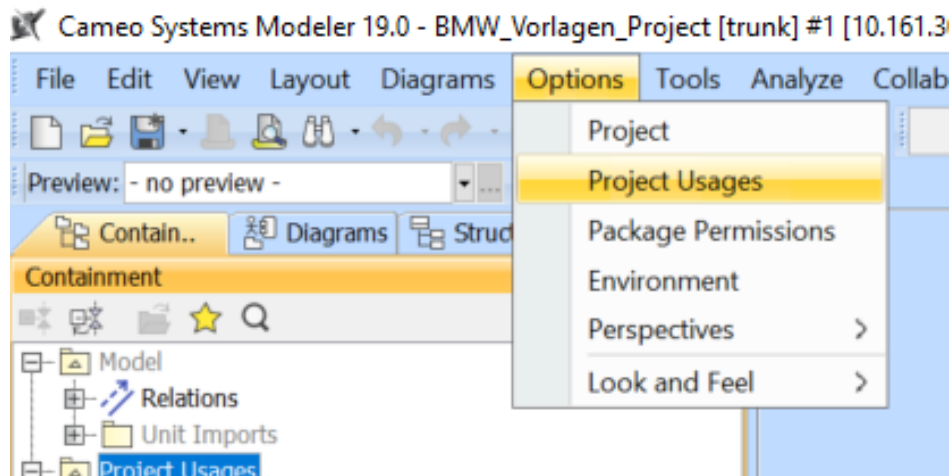 Cameo Systems Modeler 19.0 - BMW_Vorlagen_Project [trunk] #1 [10.161.3
File Edit View Layout Diagrams Options Tools Analyze Collab
Project
Preview: - no preview -
Project Usages
Contain.. Diagrams Struct
Package Permissions
Containment
Environment
Perspectives
Model
Look and Feel
Relations
Unit Imports
Project Usages